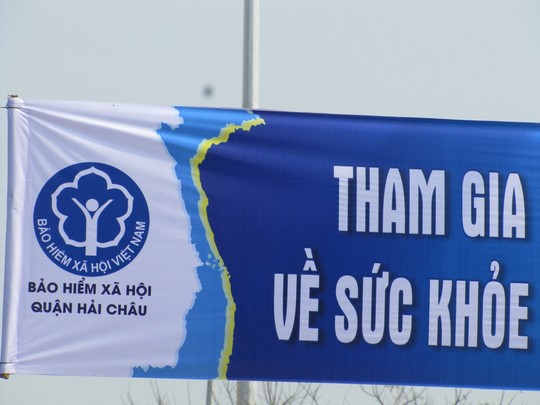 BẢO HIỂM XÃ HỘI VIỆT NAM
BẢO HIỂM XÃ HỘI
QUẬN HẢI CHÂU
THAM GIA
VỀ SỨC KHỎE